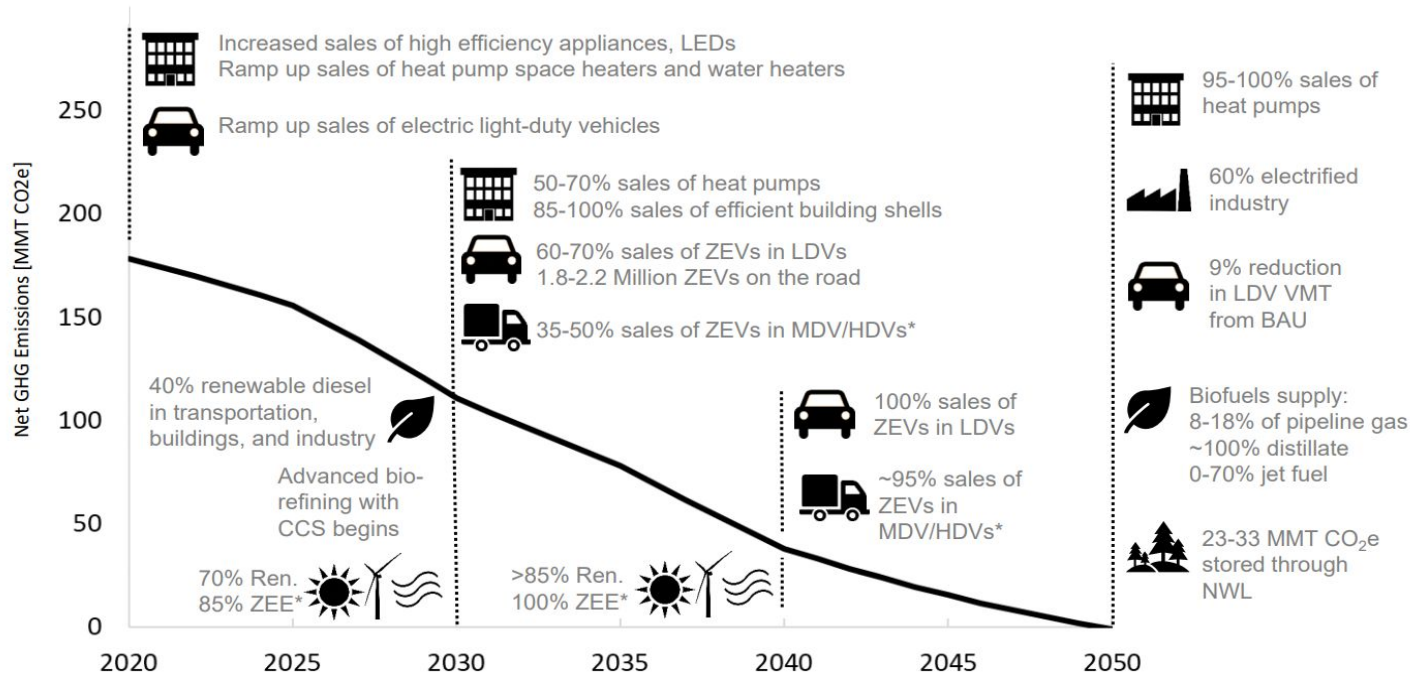 Increased sales of high efficiency appliances, LEDs
Ramp up sales of heat pump space heaters and water heaters
Ramp up sales of electric light-duty vehicles
50-70% sales of heat pumps
85-100% sales of efficient building shells
60-70% sales of ZEVs in LDVs
1.8-2.2 Million ZEVs on the road
35-50% sales of ZEVs in MDV/HDVs*
40% renewable diesel
in transportation,
buildings, and industry
Advanced bio-
refining with
CCS begins
70% Ren.
85% ZEE*
>85% Ren.
100% ZEE*
100% sales of
ZEVs in LDVs
~95% sales of
ZEVs in
MDV/HDVs*
95-100% sales of
heat pumps
60% electrified
industry
9% reduction
in LDV VMT
from BAU
Biofuels supply:
8-18% of pipeline gas
~100% distillate
0-70% jet fuel
23-33 MMT CO₂e
stored through
NWL
Net GHG Emissions [MMT CO2e]
250
200
150
100
50
0
2020
2025
2030
2035
2040
2045
2050